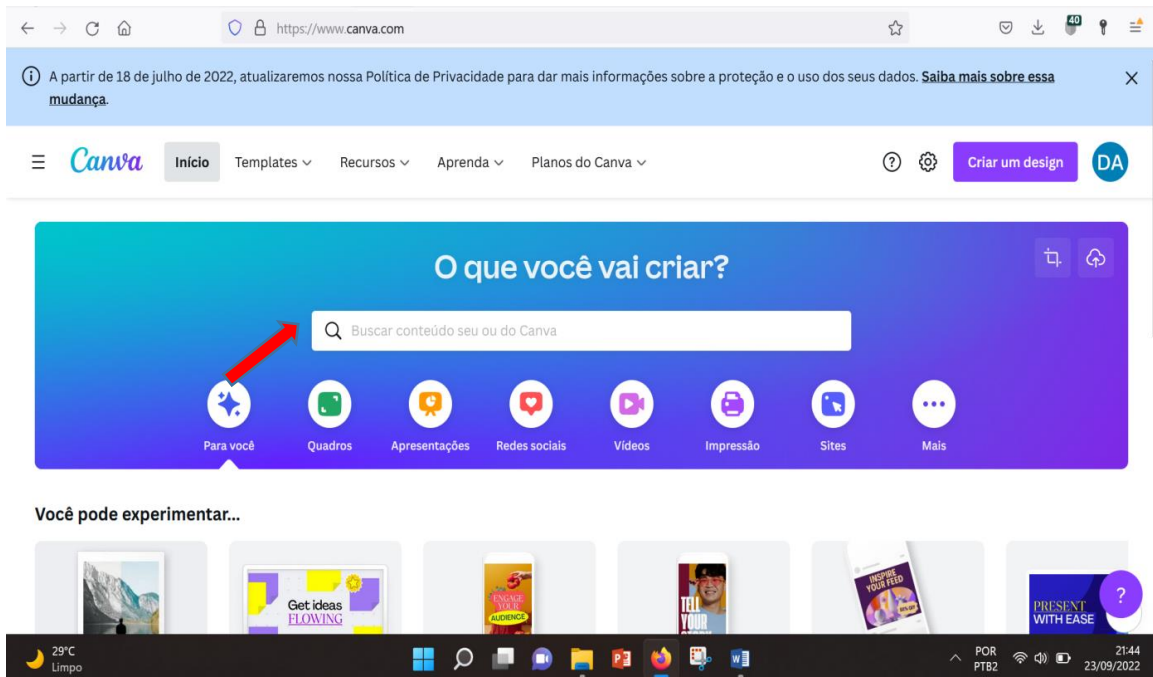 https://www.canva.com
40
A partir de 18 de julho de 2022, atualizaremos nossa Política de Privacidade para dar mais informações sobre a proteção e o uso dos seus dados. Saiba mais sobre essa
mudança.
Canva
Início
Templates
Recursos
Aprenda
Planos do Canva
?
Criar um design
DA
O que você vai criar?
Buscar conteúdo seu ou do Canva
Para você
Quadros
Apresentações
Redes sociais
Vídeos
Impressão
Sites
Mais
Você pode experimentar...
Get ideas
FLOWING
ENGAGE
YOUR
AUDIENCE
TELL
YOUR
INSPIRE
YOUR FEED
PRESENT
WITH EASE
?
29°C
Limpo
POR
PTB2
21:44
23/09/2022